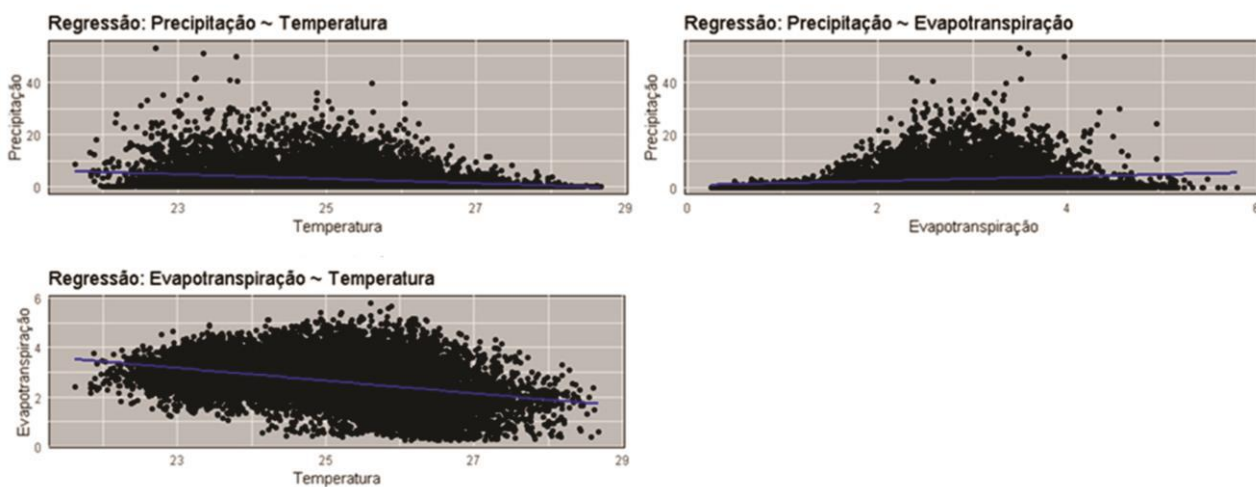 Regressão: Precipitação ~ Temperatura
Precipitação
40
20
0
23
25
27
29
Temperatura
Regressão: Precipitação ~ Evapotranspiração
Precipitação
40
20
0
0
2
4
6
Evapotranspiração
Regressão: Evapotranspiração ~ Temperatura
Evapotranspiração
6
4
2
0
23
25
27
29
Temperatura